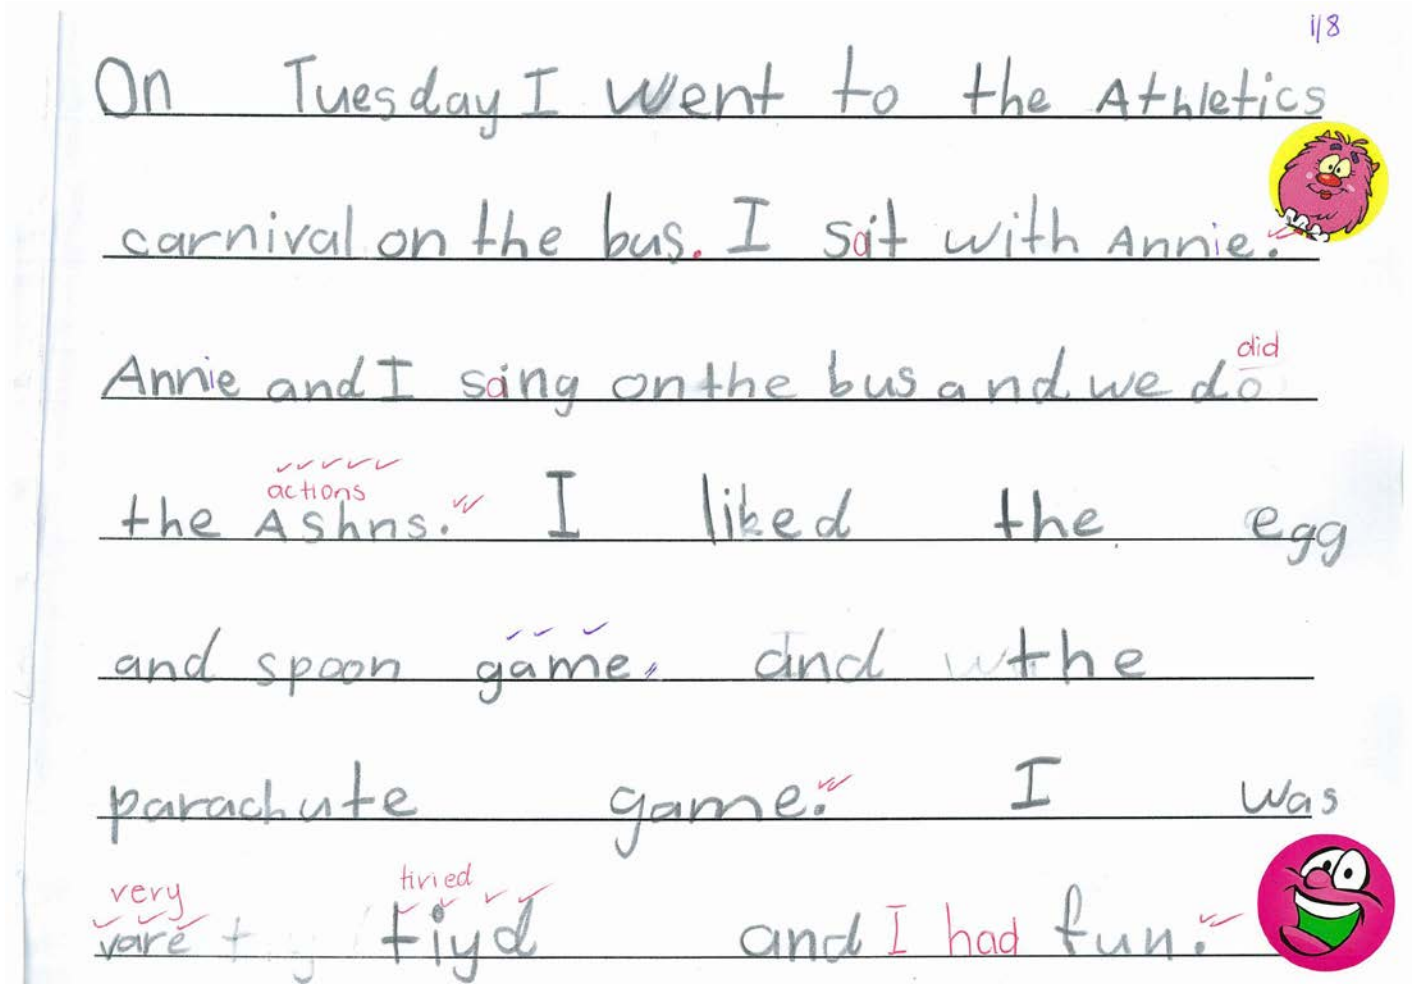 1/8
On Tuesday I went to the Athletics
carnival on the bus. I sat with Annie.
did
Annie and I sang on the bus and we do
actions
the Ashns. I liked the egg
and spoon game. and the
parachute game. I was
very tivied
vare tiyd and I had fun.